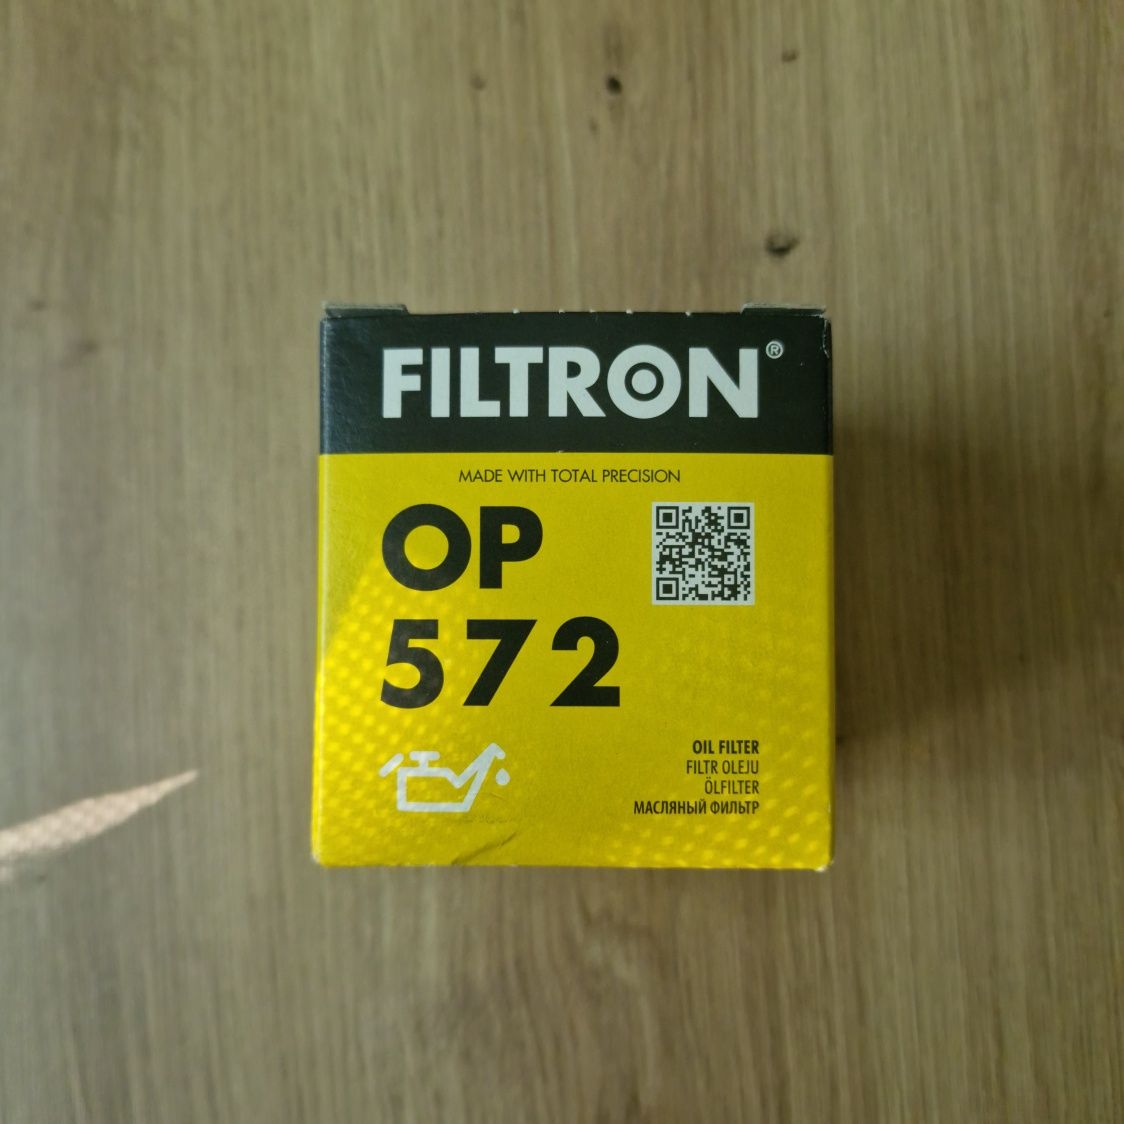 FILTRON®
MADE WITH TOTAL PRECISION
OP
572
OIL FILTER
FILTR OLEJU
ÖLFILTER
МАСЛЯНЫЙ ФИЛЬТР